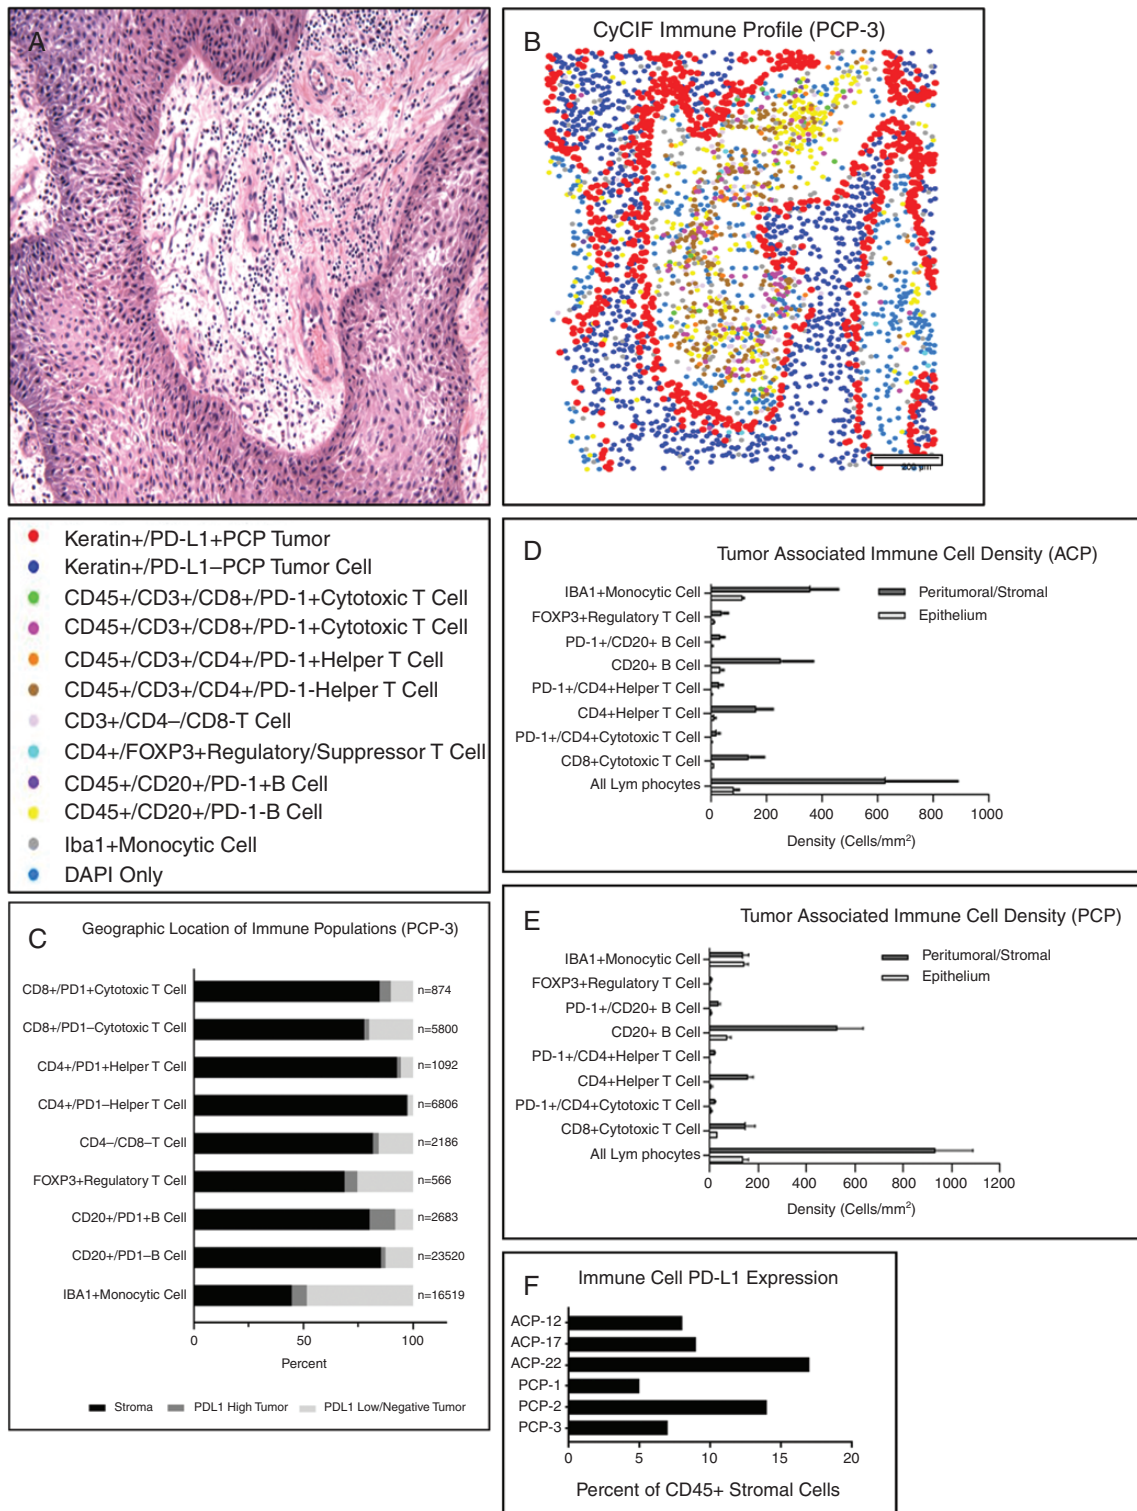 A
B
CyCIF Immune Profile (PCP-3)
200 µm
Keratin+/PD-L1+PCP Tumor
Keratin+/PD-L1–PCP Tumor Cell
CD45+/CD3+/CD8+/PD-1+Cytotoxic T Cell
CD45+/CD3+/CD8+/PD-1+Cytotoxic T Cell
CD45+/CD3+/CD4+/PD-1+Helper T Cell
CD45+/CD3+/CD4+/PD-1-Helper T Cell
CD3+/CD4–/CD8-T Cell
CD4+/FOXP3+Regulatory/Suppressor T Cell
CD45+/CD20+/PD-1+B Cell
CD45+/CD20+/PD-1-B Cell
Iba1+Monocytic Cell
DAPI Only
C
Geographic Location of Immune Populations (PCP-3)
CD8+/PD1+Cytotoxic T Cell n=874
CD8+/PD1–Cytotoxic T Cell n=5800
CD4+/PD1+Helper T Cell n=1092
CD4+/PD1–Helper T Cell n=6806
CD4–/CD8–T Cell n=2186
FOXP3+Regulatory T Cell n=566
CD20+/PD1+B Cell n=2683
CD20+/PD1–B Cell n=23520
IBA1+Monocytic Cell n=16519
0 50 100
Percent
Stroma PDL1 High Tumor PDL1 Low/Negative Tumor
D
Tumor Associated Immune Cell Density (ACP)
Peritumoral/Stromal
Epithelium
IBA1+Monocytic Cell
FOXP3+Regulatory T Cell
PD-1+/CD20+ B Cell
CD20+ B Cell
PD-1+/CD4+Helper T Cell
CD4+Helper T Cell
PD-1+/CD4+Cytotoxic T Cell
CD8+Cytotoxic T Cell
All Lym phocytes
0 200 400 600 800 1000
Density (Cells/mm²)
E
Tumor Associated Immune Cell Density (PCP)
Peritumoral/Stromal
Epithelium
IBA1+Monocytic Cell
FOXP3+Regulatory T Cell
PD-1+/CD20+ B Cell
CD20+ B Cell
PD-1+/CD4+Helper T Cell
CD4+Helper T Cell
PD-1+/CD4+Cytotoxic T Cell
CD8+Cytotoxic T Cell
All Lym phocytes
0 200 400 600 800 1000 1200
Density (Cells/mm²)
F
Immune Cell PD-L1 Expression
ACP-12
ACP-17
ACP-22
PCP-1
PCP-2
PCP-3
0 5 10 15 20
Percent of CD45+ Stromal Cells